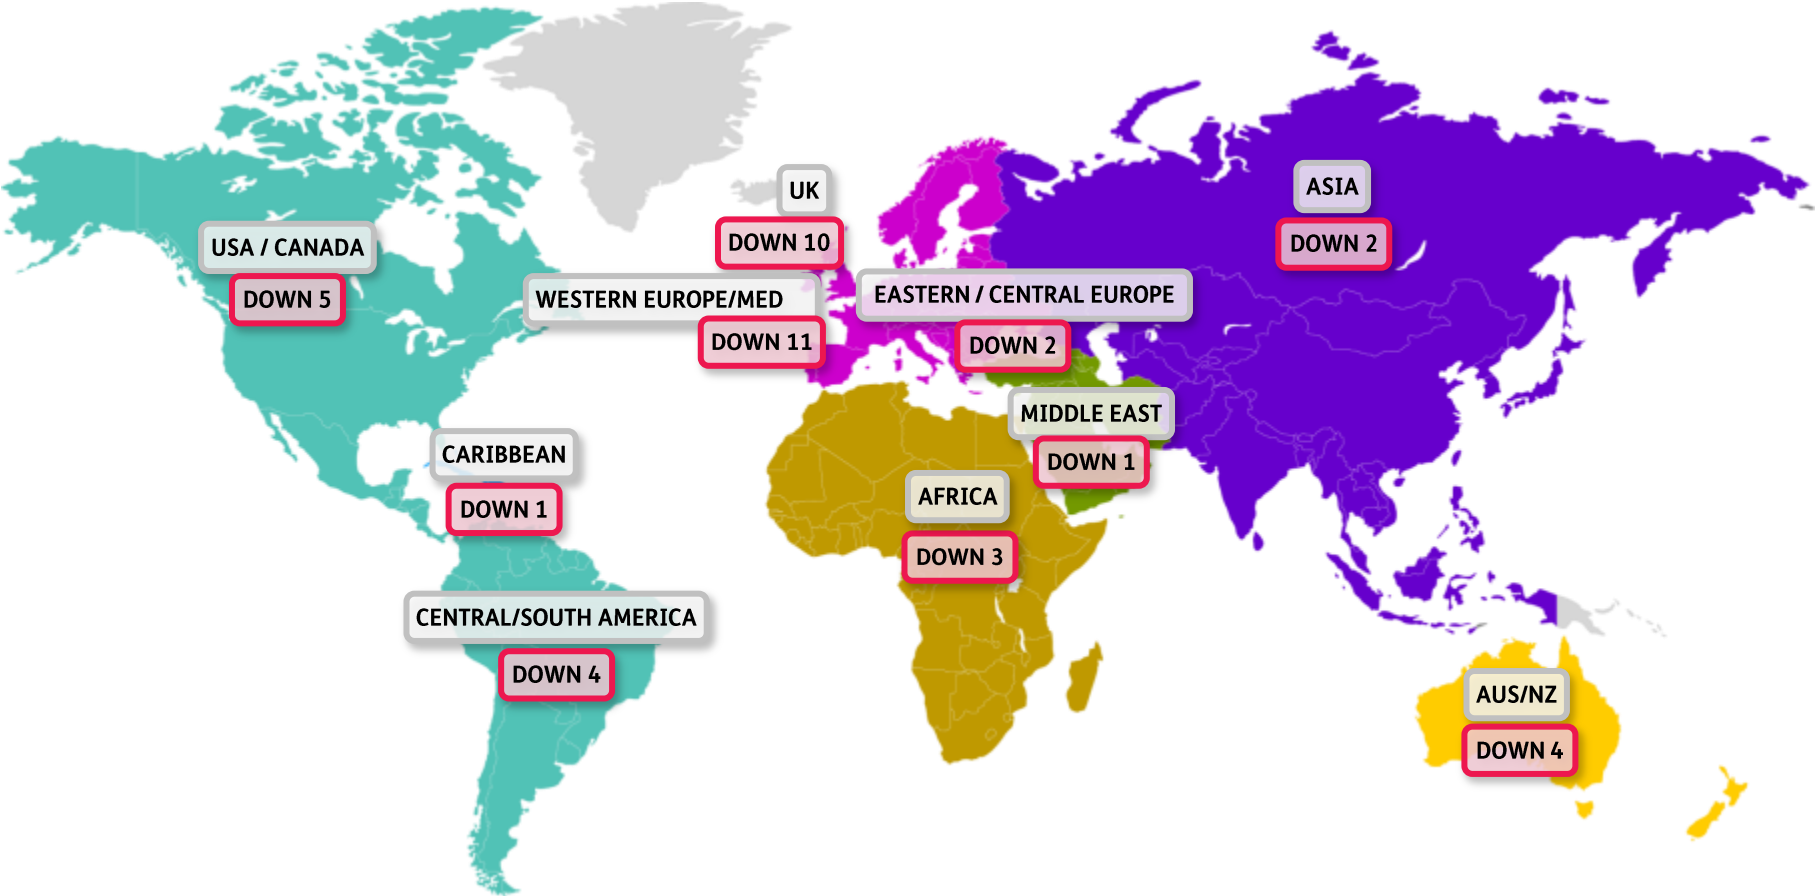 UK
DOWN 10
ASIA
DOWN 2
USA / CANADA
DOWN 5
WESTERN EUROPE/MED
DOWN 11
EASTERN / CENTRAL EUROPE
DOWN 2
MIDDLE EAST
DOWN 1
CARIBBEAN
DOWN 1
AFRICA
DOWN 3
CENTRAL/SOUTH AMERICA
DOWN 4
AUS/NZ
DOWN 4